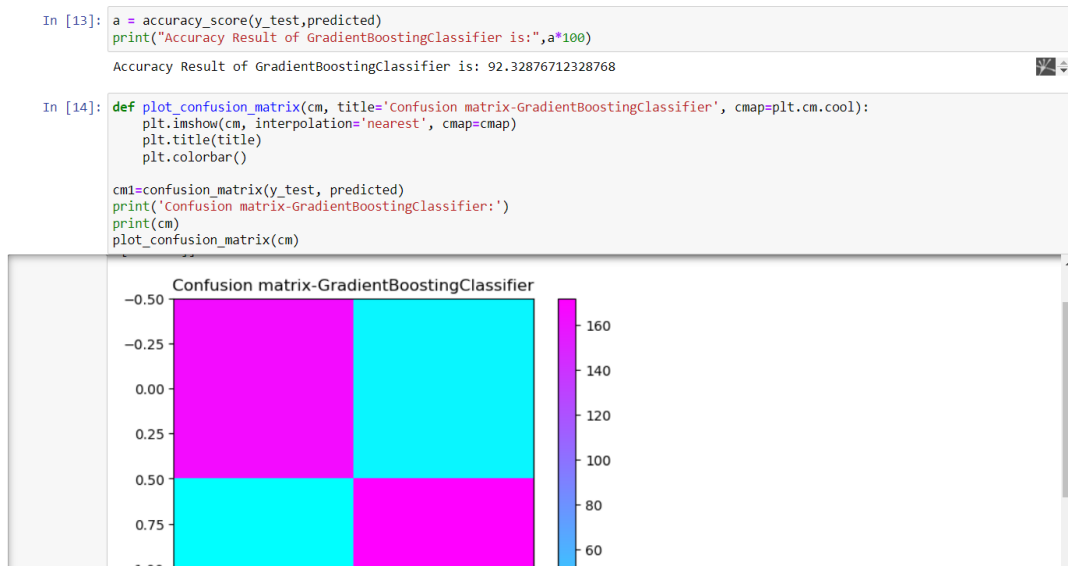 In [13]: a = accuracy_score(y_test,predicted)
print("Accuracy Result of GradientBoostingClassifier is:",a*100)
Accuracy Result of GradientBoostingClassifier is: 92.32876712328768
In [14]: def plot_confusion_matrix(cm, title='Confusion matrix-GradientBoostingClassifier', cmap=plt.cm.cool):
plt.imshow(cm, interpolation='nearest', cmap=cmap)
plt.title(title)
plt.colorbar()
cm1=confusion_matrix(y_test, predicted)
print('Confusion matrix-GradientBoostingClassifier:')
print(cm)
plot_confusion_matrix(cm)
Confusion matrix-GradientBoostingClassifier
−0.50
−0.25
0.00
0.25
0.50
0.75
160
140
120
100
80
60